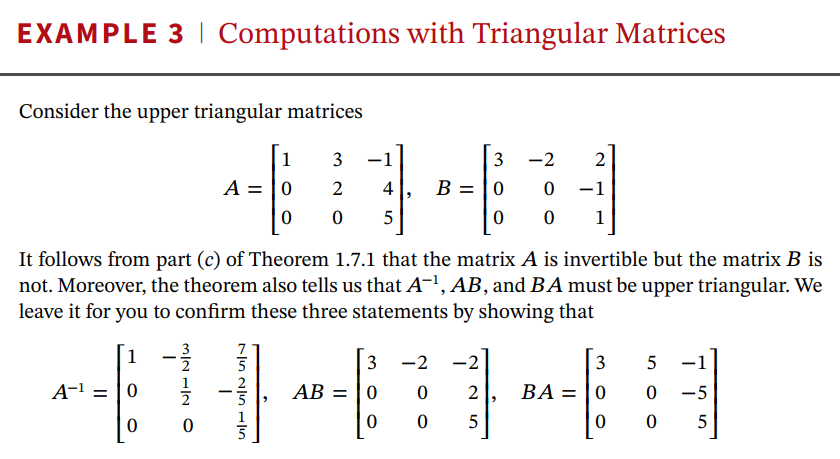 EXAMPLE 3 | Computations with Triangular Matrices
Consider the upper triangular matrices
A = [1 3 −1; 0 2 4; 0 0 5], B = [3 −2 2; 0 0 −1; 0 0 1]
It follows from part (c) of Theorem 1.7.1 that the matrix A is invertible but the matrix B is
not. Moreover, the theorem also tells us that A⁻¹, AB, and BA must be upper triangular. We
leave it for you to confirm these three statements by showing that
A⁻¹ = [1 −3/2 7/5; 0 1/2 −2/5; 0 0 1/5], AB = [3 −2 −2; 0 0 2; 0 0 5], BA = [3 5 −1; 0 0 −5; 0 0 5]